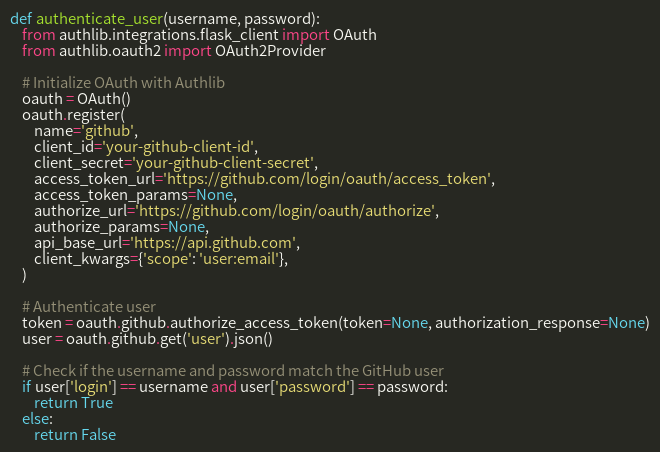 def authenticate_user(username, password):
from authlib.integrations.flask_client import OAuth
from authlib.oauth2 import OAuth2Provider
# Initialize OAuth with Authlib
oauth = OAuth()
oauth.register(
name='github',
client_id='your-github-client-id',
client_secret='your-github-client-secret',
access_token_url='https://github.com/login/oauth/access_token',
access_token_params=None,
authorize_url='https://github.com/login/oauth/authorize',
authorize_params=None,
api_base_url='https://api.github.com',
client_kwargs={'scope': 'user:email'},
)
# Authenticate user
token = oauth.github.authorize_access_token(token=None, authorization_response=None)
user = oauth.github.get('user').json()
# Check if the username and password match the GitHub user
if user['login'] == username and user['password'] == password:
return True
else:
return False